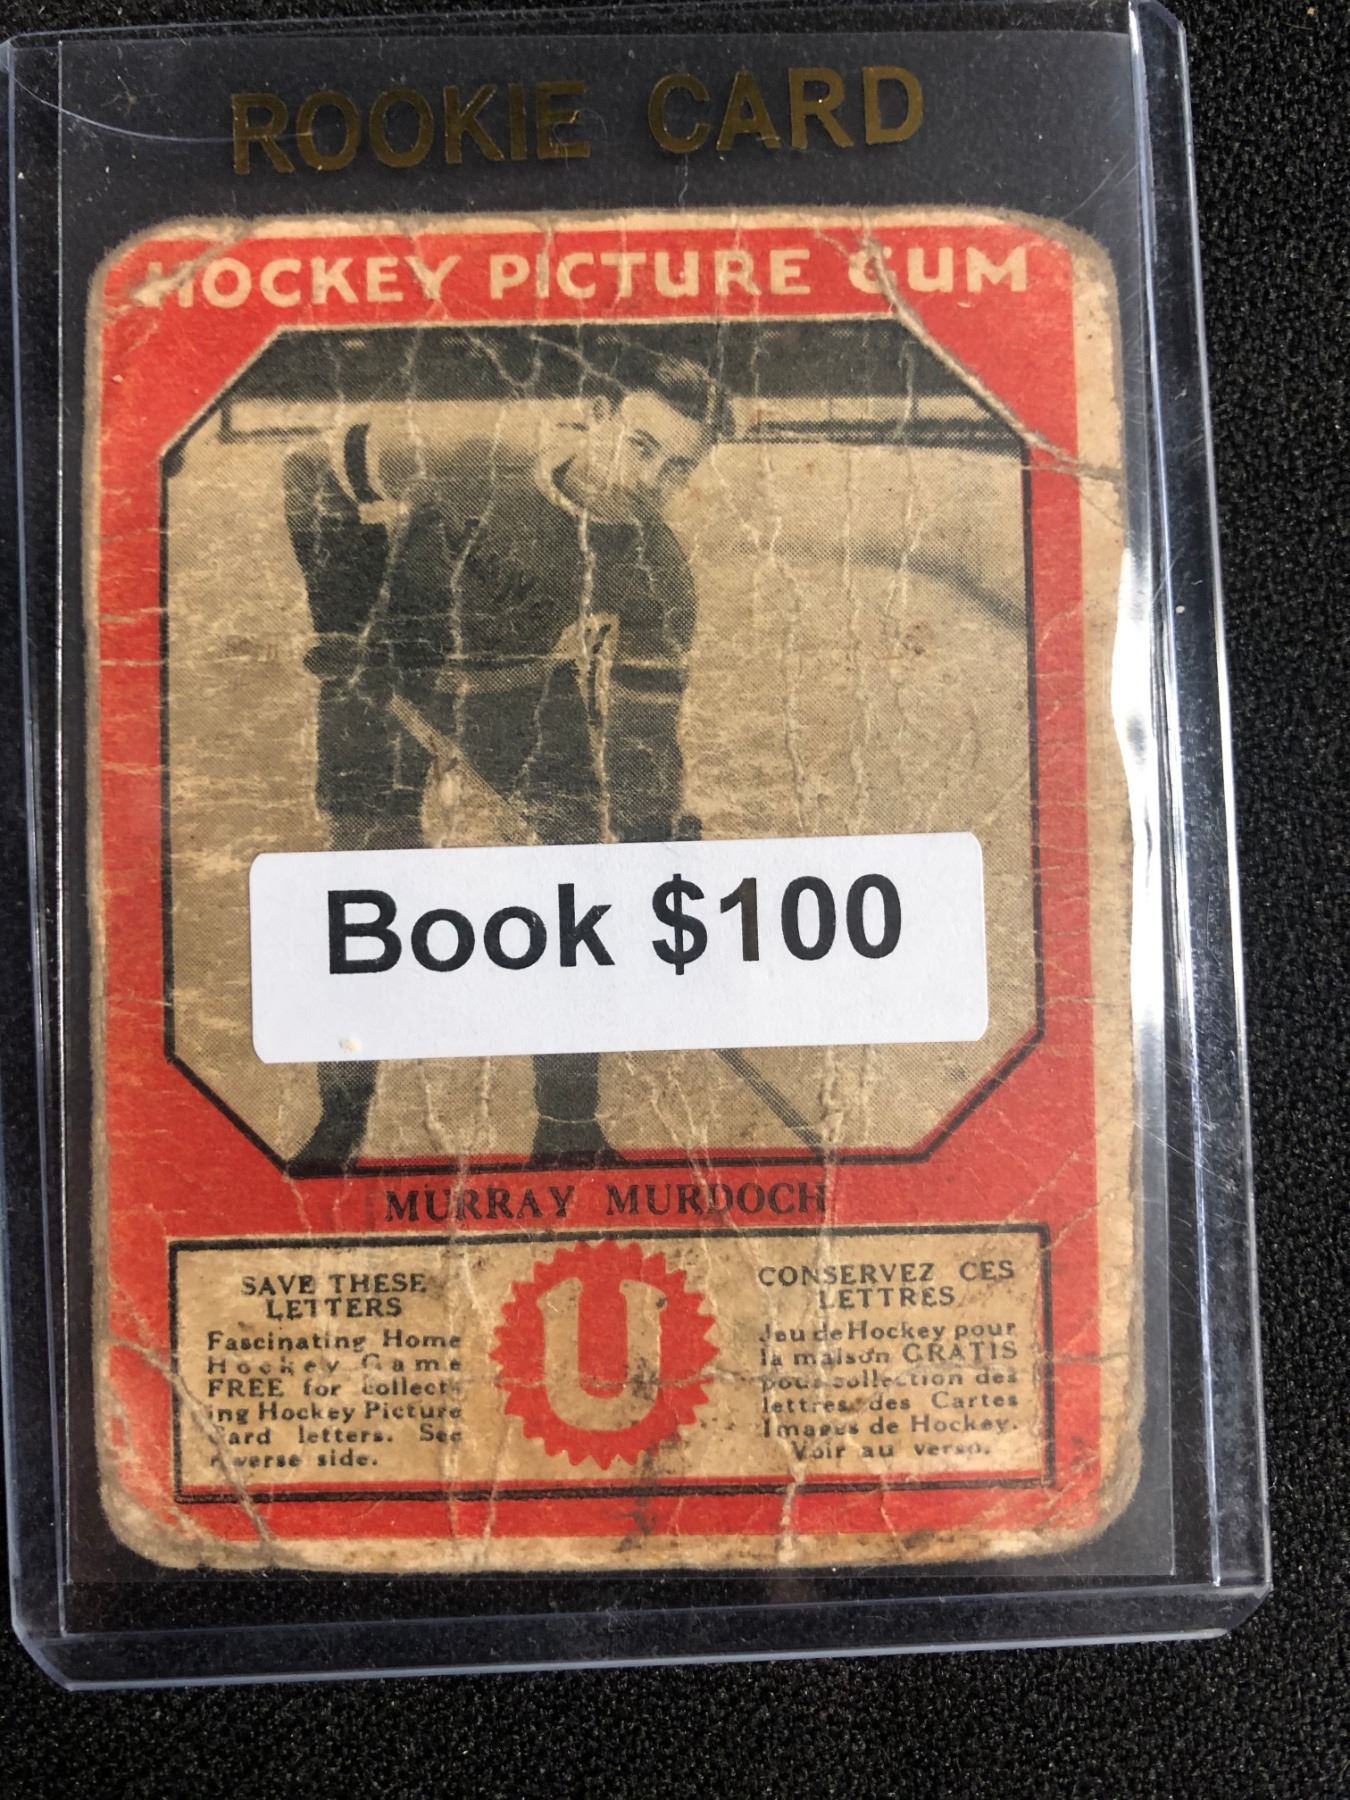 ROOKIE CARD
HOCKEY PICTURE GUM
Book $100
MURRAY MURDOCH
SAVE THESE
LETTERS
Fascinating Home
Hockey Game
FREE for collect-
ing Hockey Picture
Card letters. See
reverse side.
U
CONSERVEZ CES
LETTRES
Jeu de Hockey pour
la maison GRATIS
pour collection des
lettres des Cartes
Images de Hockey.
Voir au verso.